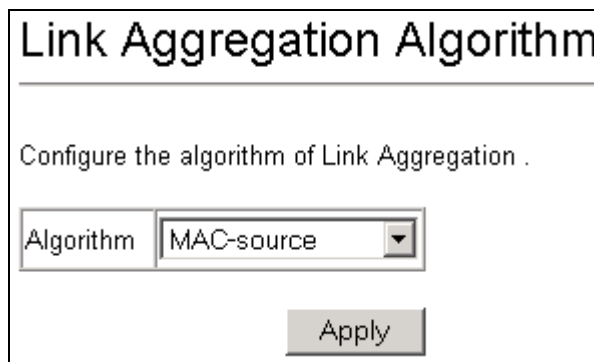 Link Aggregation Algorithm
Configure the algorithm of Link Aggregation .
Algorithm MAC-source
Apply